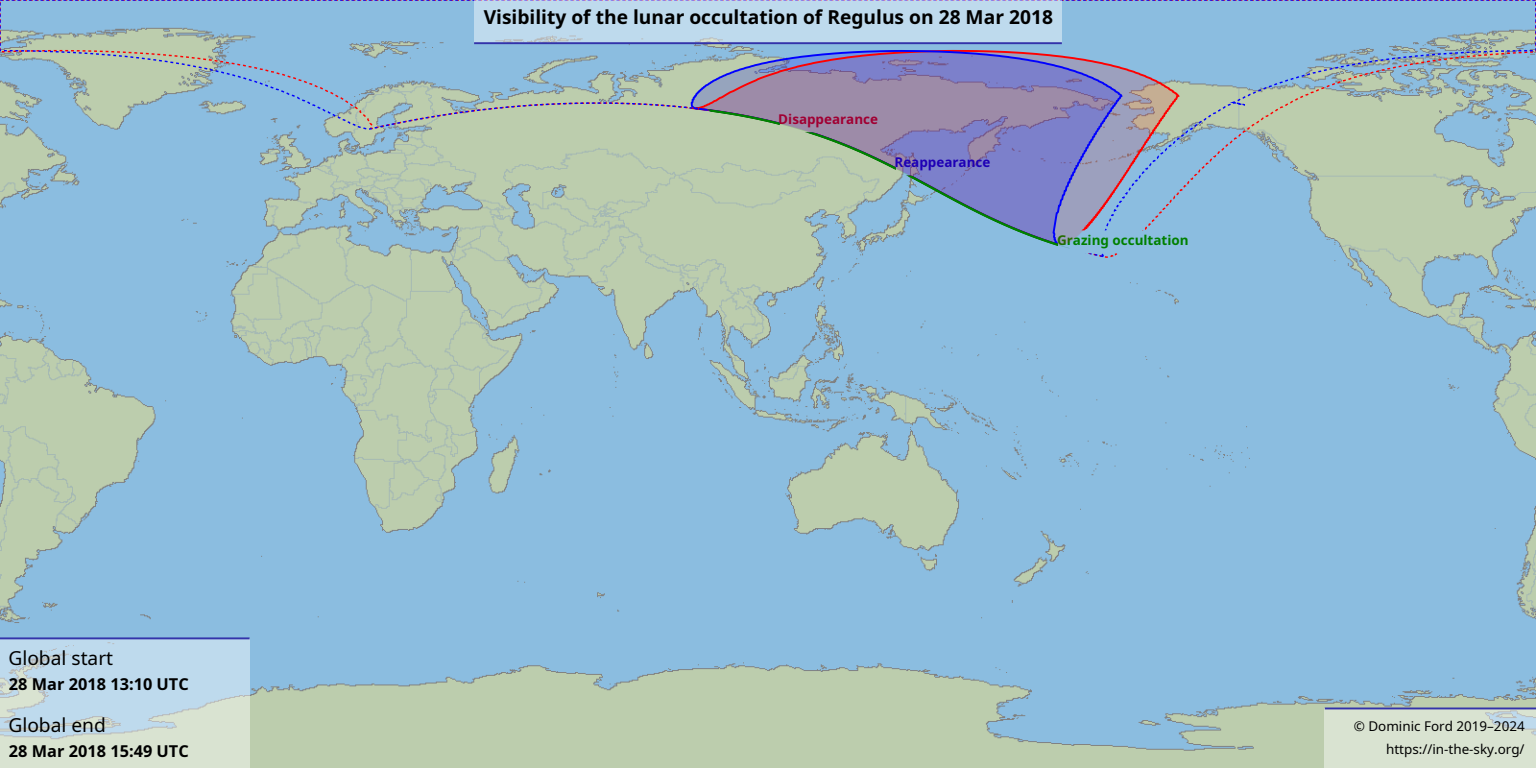 Visibility of the lunar occultation of Regulus on 28 Mar 2018
Disappearance
Reappearance
Grazing occultation
Global start
28 Mar 2018 13:10 UTC
Global end
28 Mar 2018 15:49 UTC
© Dominic Ford 2019–2024
https://in-the-sky.org/